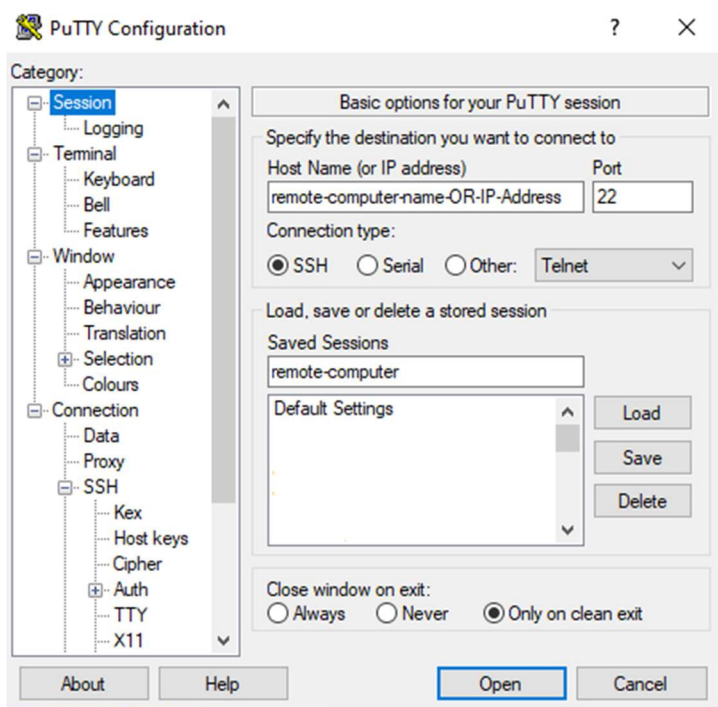 PuTTY Configuration
?
Category:
Session
Logging
Terminal
Keyboard
Bell
Features
Window
Appearance
Behaviour
Translation
Selection
Colours
Connection
Data
Proxy
SSH
Kex
Host keys
Cipher
Auth
TTY
X11
Basic options for your PuTTY session
Specify the destination you want to connect to
Host Name (or IP address) Port
remote-computer-name-OR-IP-Address 22
Connection type:
SSH Serial Other: Telnet
Load, save or delete a stored session
Saved Sessions
remote-computer
Default Settings
Load
Save
Delete
Close window on exit:
Always Never Only on clean exit
About Help Open Cancel